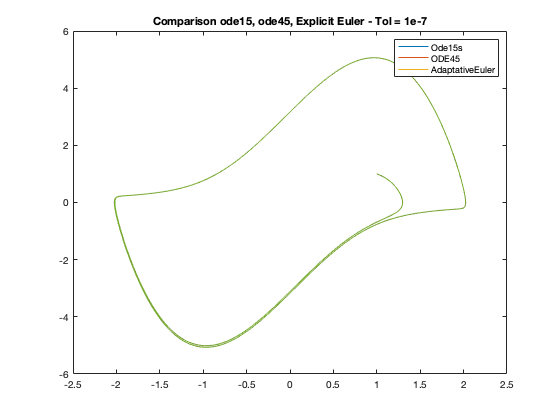 Comparison ode15, ode45, Explicit Euler - Tol = 1e-7
Ode15s
ODE45
AdaptativeEuler
6
4
2
0
-2
-4
-6
-2.5 -2 -1.5 -1 -0.5 0 0.5 1 1.5 2 2.5